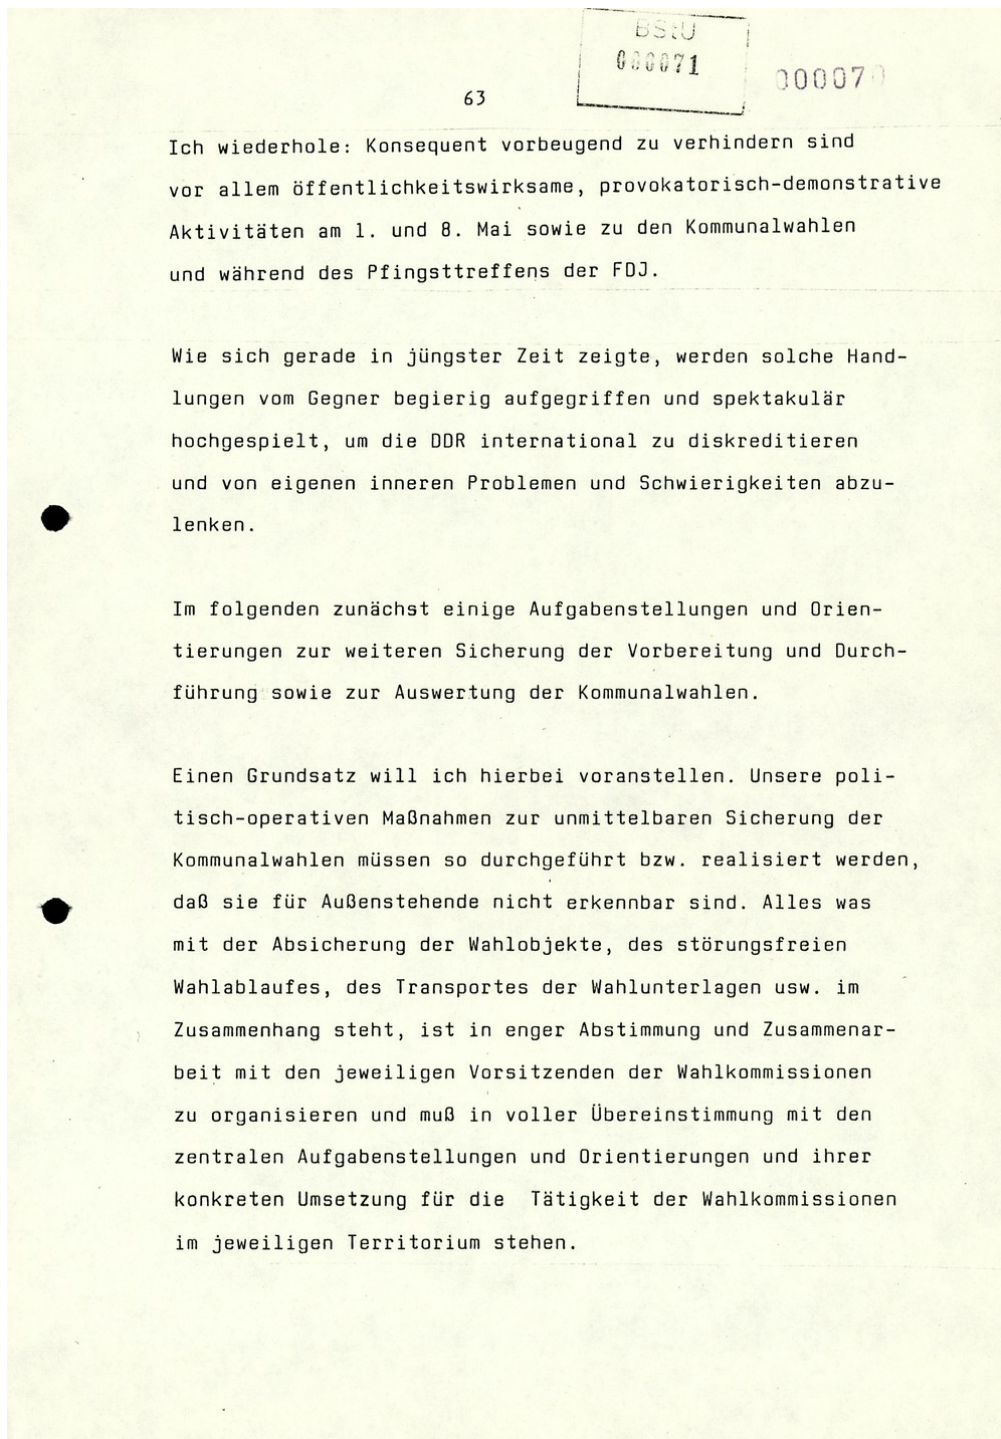 BStU
000071
00007
63
Ich wiederhole: Konsequent vorbeugend zu verhindern sind
vor allem öffentlichkeitswirksame, provokatorisch-demonstrative
Aktivitäten am 1. und 8. Mai sowie zu den Kommunalwahlen
und während des Pfingsttreffens der FDJ.
Wie sich gerade in jüngster Zeit zeigte, werden solche Hand-
lungen vom Gegner begierig aufgegriffen und spektakulär
hochgespielt, um die DDR international zu diskreditieren
und von eigenen inneren Problemen und Schwierigkeiten abzu-
lenken.
Im folgenden zunächst einige Aufgabenstellungen und Orien-
tierungen zur weiteren Sicherung der Vorbereitung und Durch-
führung sowie zur Auswertung der Kommunalwahlen.
Einen Grundsatz will ich hierbei voranstellen. Unsere poli-
tisch-operativen Maßnahmen zur unmittelbaren Sicherung der
Kommunalwahlen müssen so durchgeführt bzw. realisiert werden,
daß sie für Außenstehende nicht erkennbar sind. Alles was
mit der Absicherung der Wahlobjekte, des störungsfreien
Wahlablaufes, des Transportes der Wahlunterlagen usw. im
Zusammenhang steht, ist in enger Abstimmung und Zusammenar-
beit mit den jeweiligen Vorsitzenden der Wahlkommissionen
zu organisieren und muß in voller Übereinstimmung mit den
zentralen Aufgabenstellungen und Orientierungen und ihrer
konkreten Umsetzung für die Tätigkeit der Wahlkommissionen
im jeweiligen Territorium stehen.